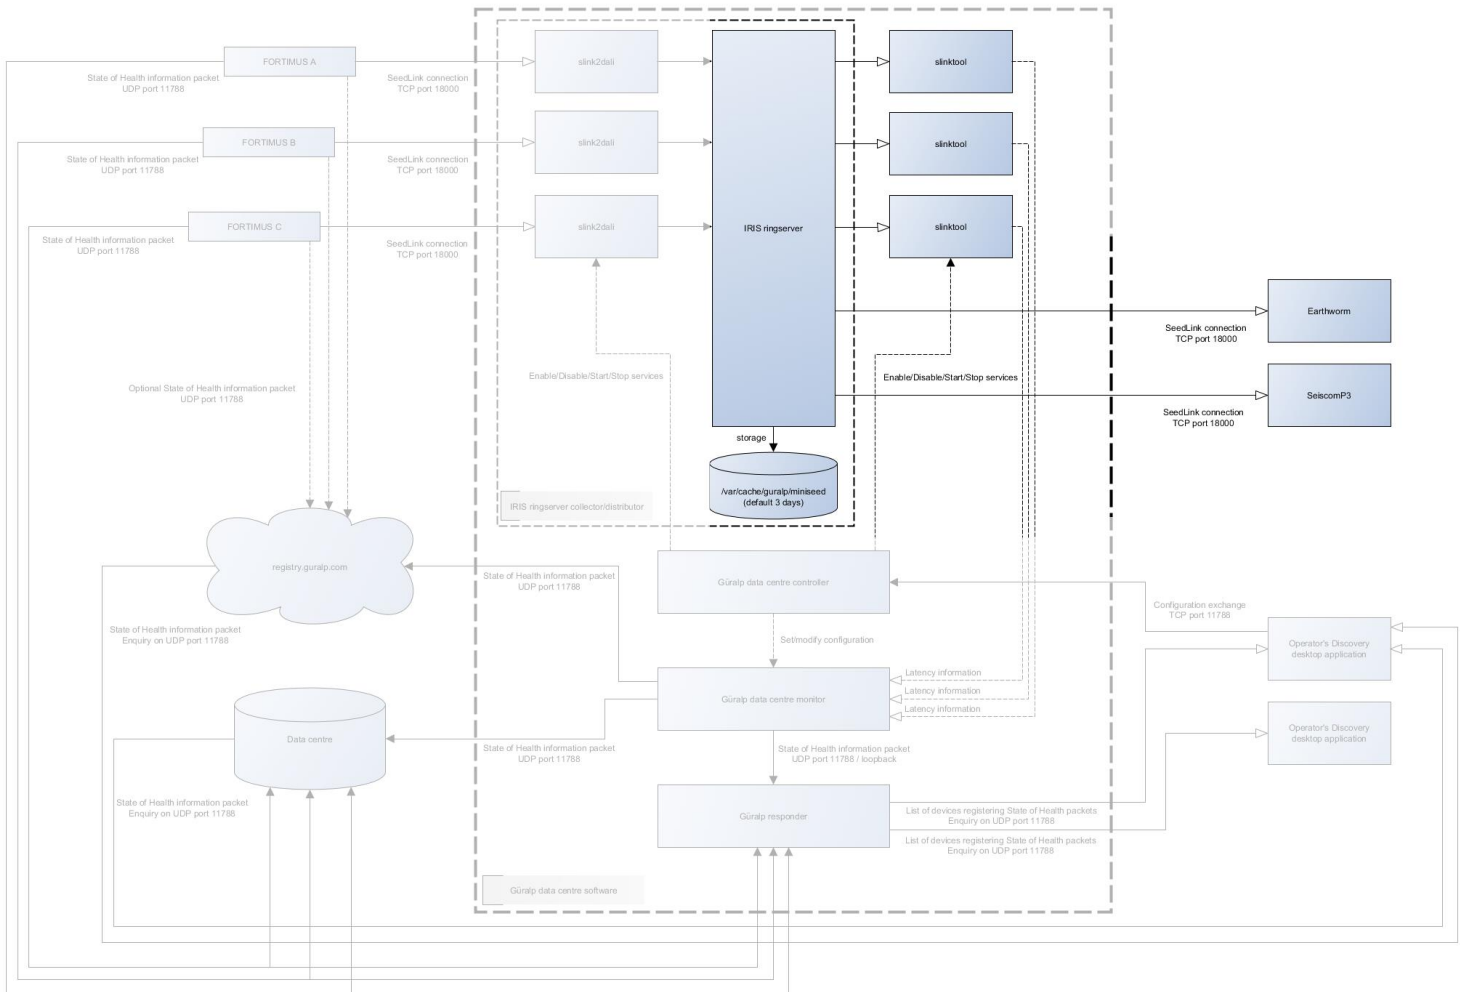 FORTIMUS A
State of Health information packet
UDP port 11788
SeedLink connection
TCP port 18000
slink2dali
slinktool
FORTIMUS B
State of Health information packet
UDP port 11788
SeedLink connection
TCP port 18000
slink2dali
slinktool
FORTIMUS C
State of Health information packet
UDP port 11788
SeedLink connection
TCP port 18000
slink2dali
IRIS ringserver
slinktool
Earthworm
SeedLink connection
TCP port 18000
Enable/Disable/Start/Stop services
Enable/Disable/Start/Stop services
Optional State of Health information packet
UDP port 11788
SeiscomP3
SeedLink connection
TCP port 18000
storage
/var/cache/guralp/miniseed
(default 3 days)
IRIS ringserver collector/distributor
registry.guralp.com
State of Health information packet
UDP port 11788
Güralp data centre controller
Configuration exchange
TCP port 11788
State of Health information packet
Enquiry on UDP port 11788
Set/modify configuration
Operator's Discovery
desktop application
Latency information
Latency information
Latency information
Güralp data centre monitor
Data centre
State of Health information packet
UDP port 11788
State of Health information packet
UDP port 11788 / loopback
Operator's Discovery
desktop application
State of Health information packet
Enquiry on UDP port 11788
Güralp responder
List of devices registering State of Health packets
Enquiry on UDP port 11788
List of devices registering State of Health packets
Enquiry on UDP port 11788
Güralp data centre software